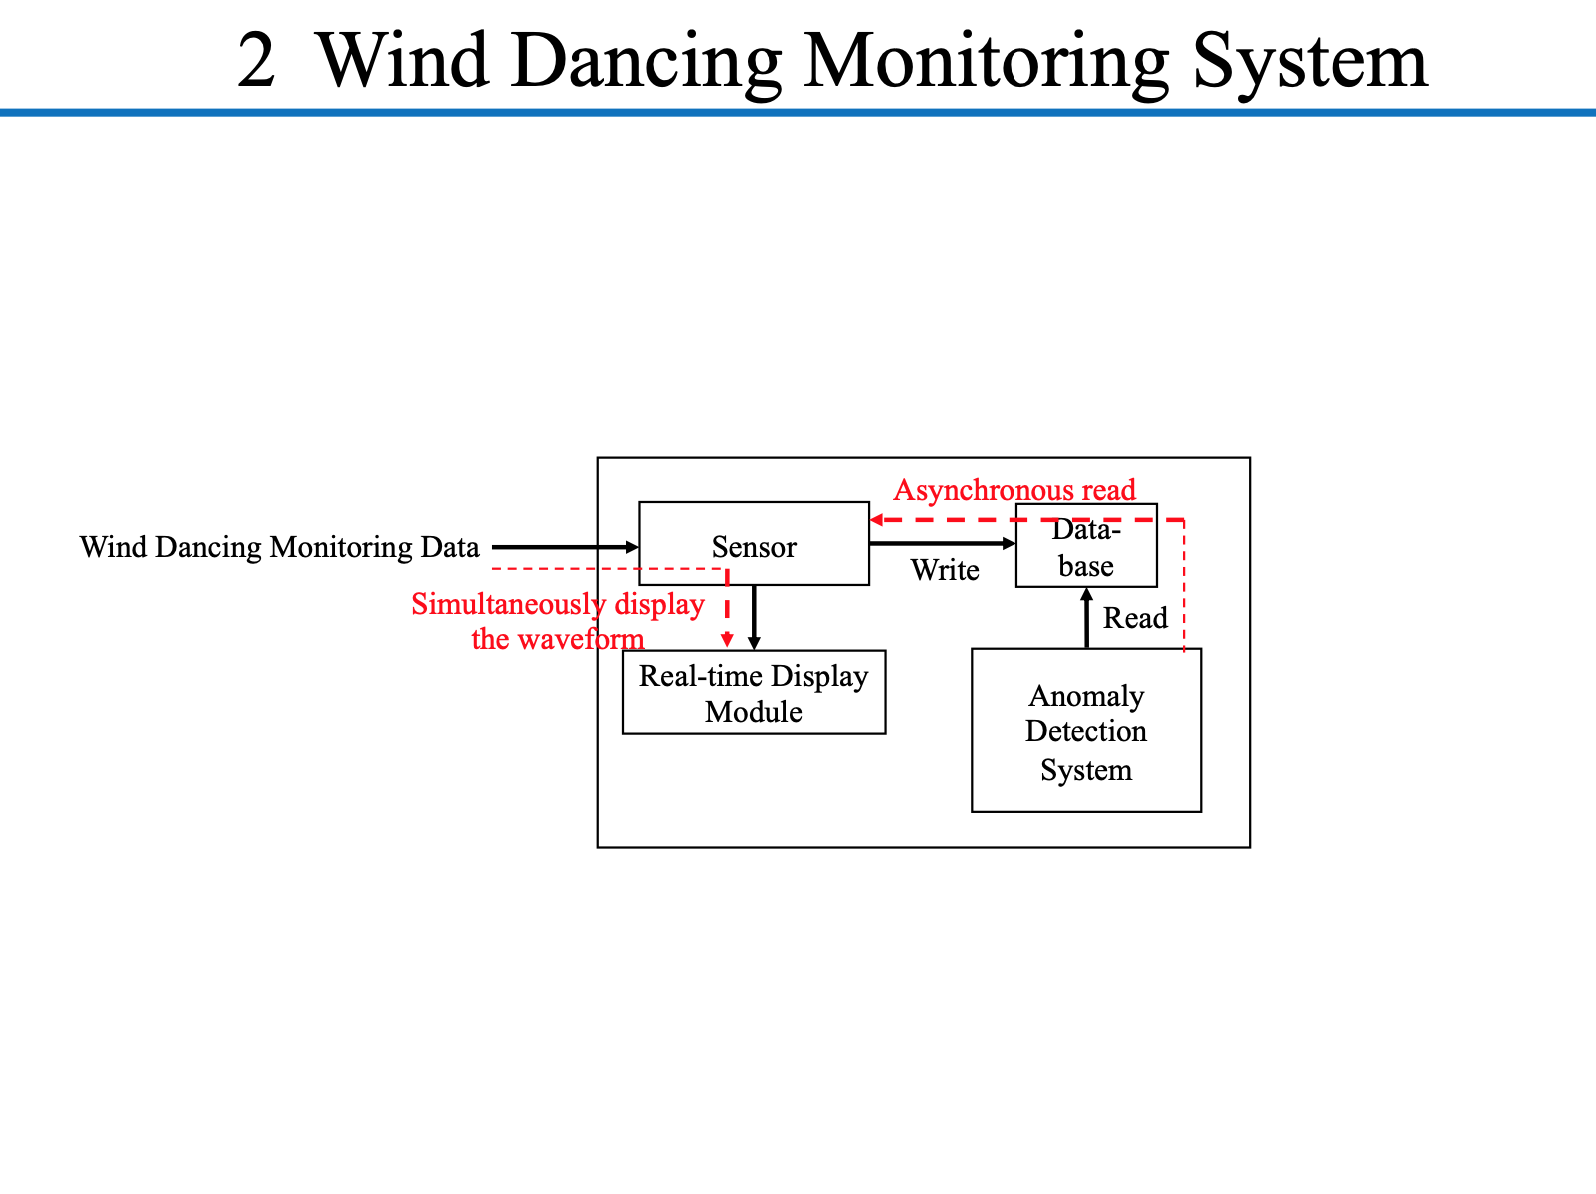 2 Wind Dancing Monitoring System
Asynchronous read
Wind Dancing Monitoring Data
Sensor
Write
Data-
base
Simultaneously display
the waveform
Read
Real-time Display
Module
Anomaly
Detection
System